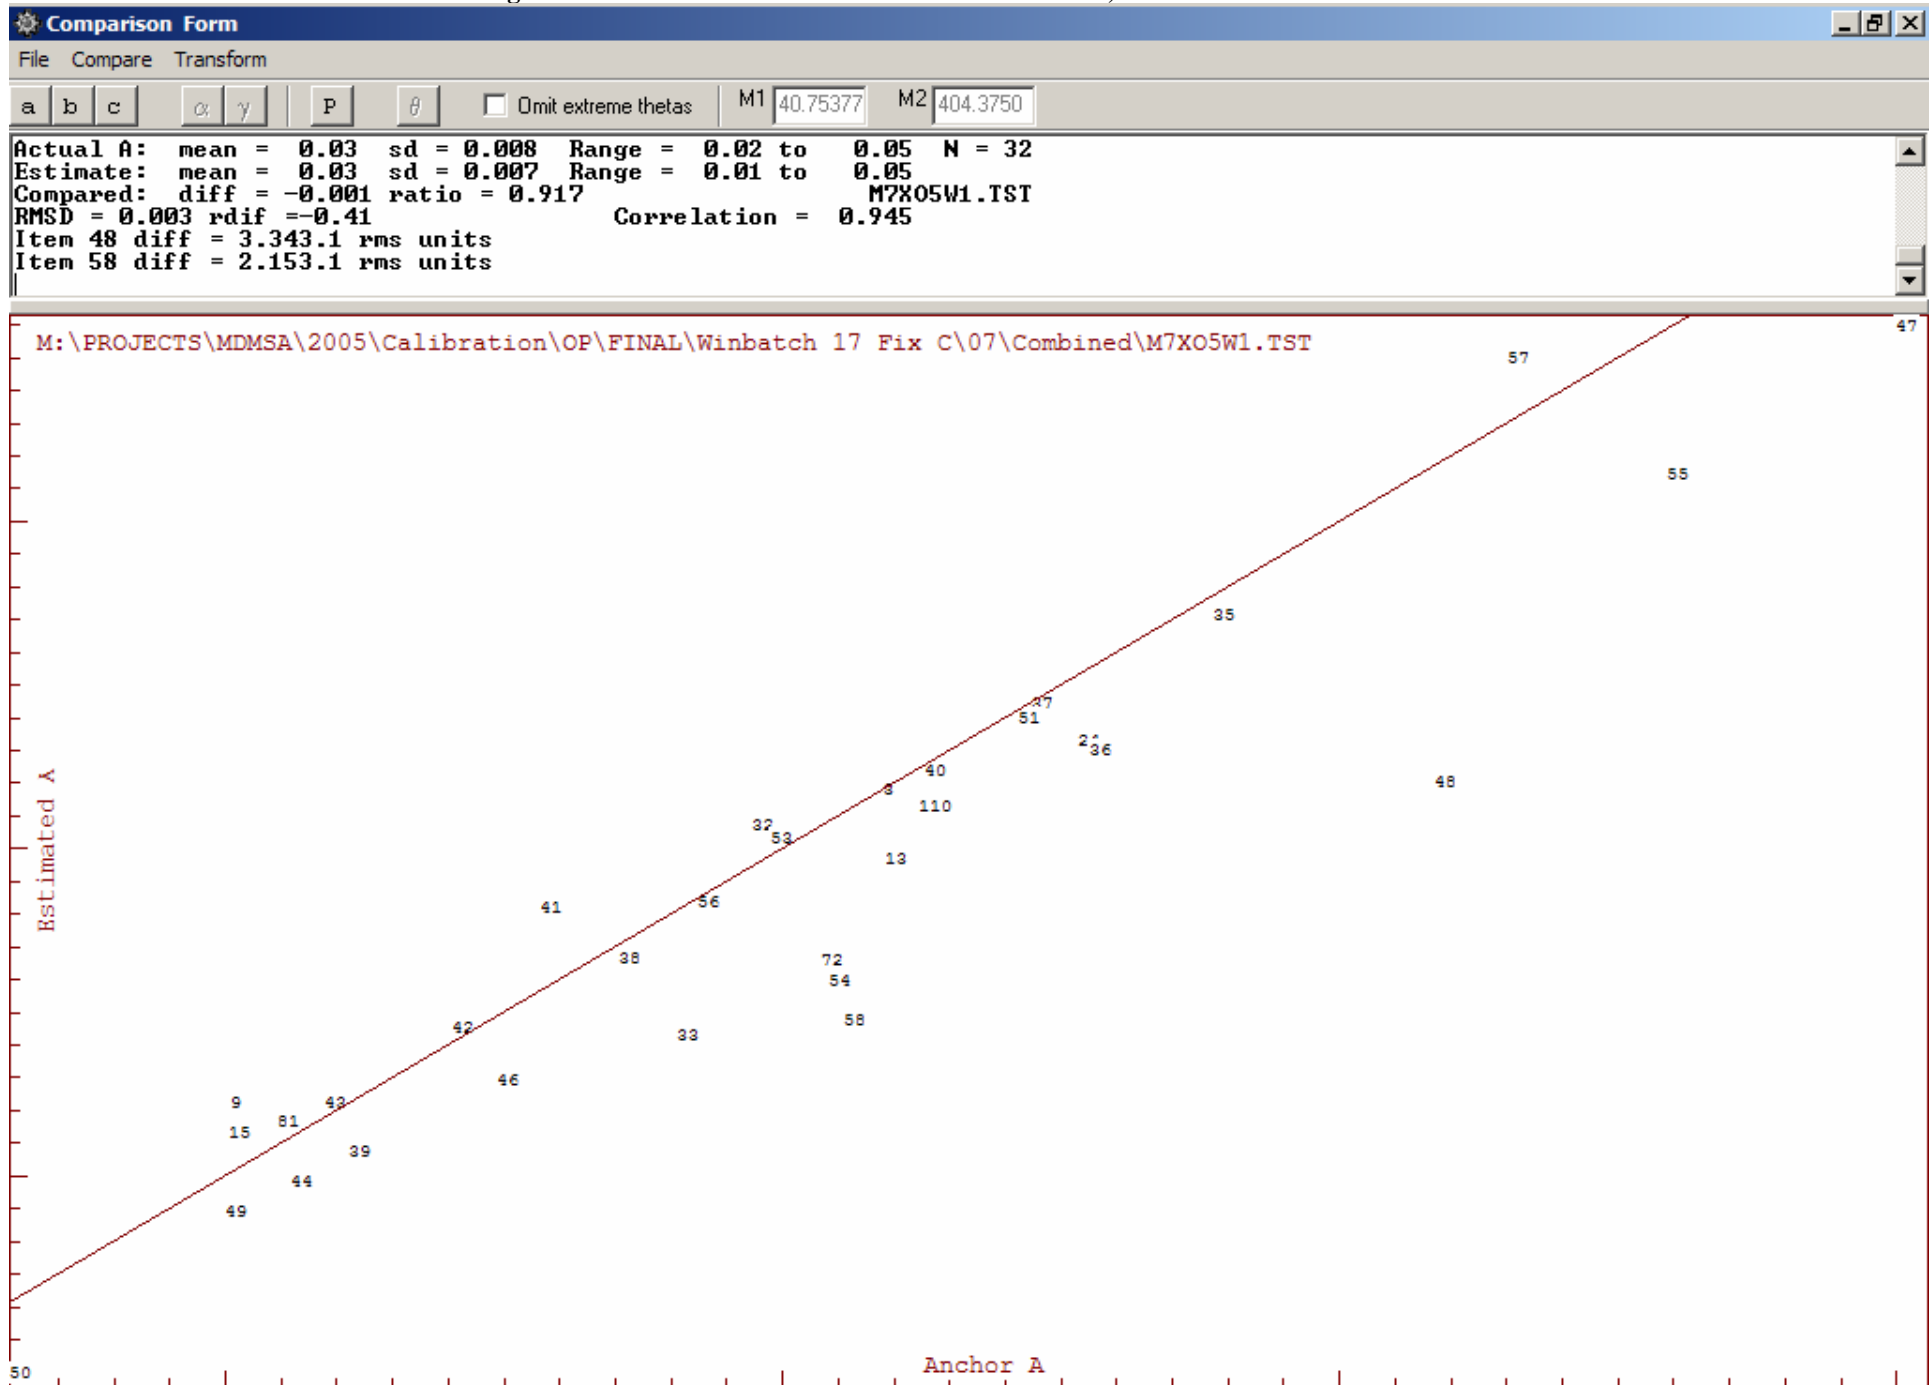 Comparison Form
File Compare Transform
a b c α γ P θ Omit extreme thetas M1 40.75377 M2 404.3750
Actual A: mean = 0.03 sd = 0.008 Range = 0.02 to 0.05 N = 32
Estimate: mean = 0.03 sd = 0.007 Range = 0.01 to 0.05
Compared: diff = -0.001 ratio = 0.917 M7XO5W1.TST
RMSD = 0.003 rdif =-0.41 Correlation = 0.945
Item 48 diff = 3.343.1 rms units
Item 58 diff = 2.153.1 rms units
47
M:\PROJECTS\MDMSA\2005\Calibration\OP\FINAL\Winbatch 17 Fix C\07\Combined\M7XO5W1.TST
57
55
35
37
51
36
40
48
3
110
32
53
13
56
41
38
72
54
58
42
33
46
9
43
81
15
39
44
49
Estimated A
Anchor A
50